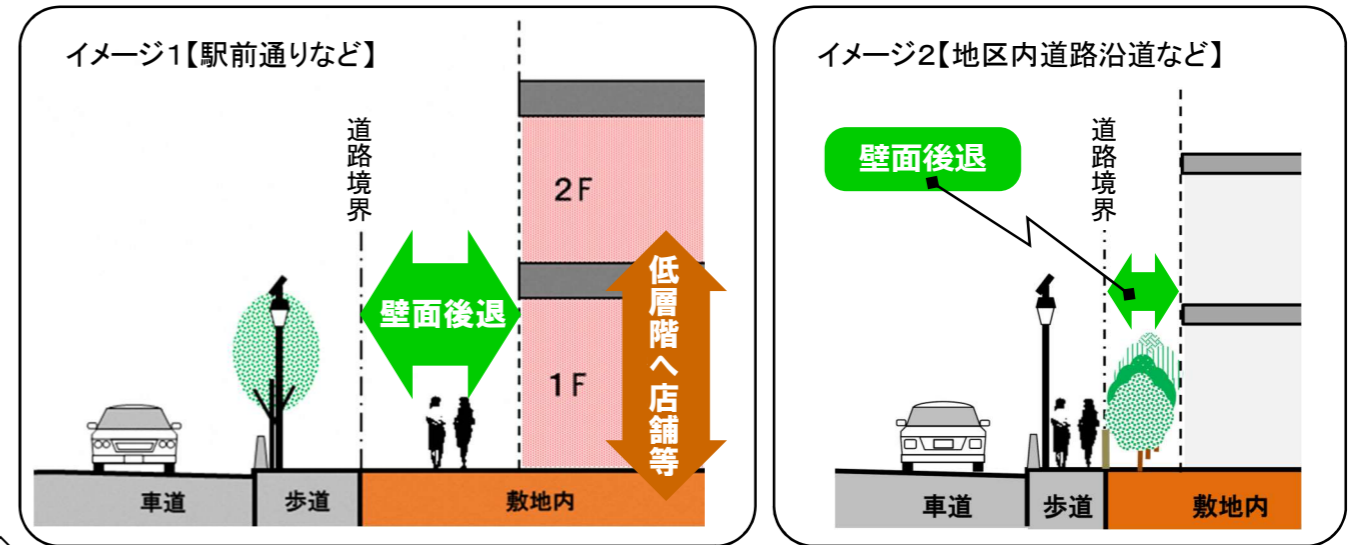 イメージ1【駅前通りなど】
道路境界
壁面後退
2F
1F
低層階へ店舗等
車道
歩道
敷地内
イメージ2【地区内道路沿道など】
壁面後退
道路境界
車道
歩道
敷地内